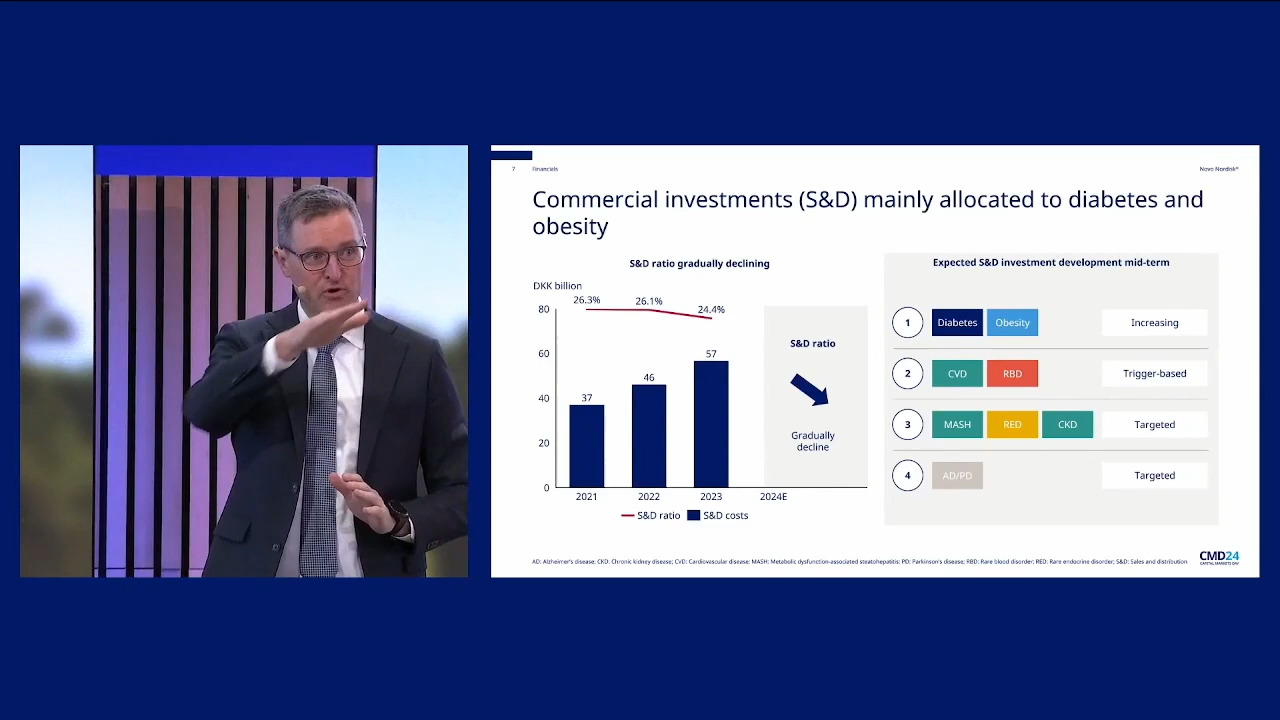 7 Financials
Novo Nordisk®
Commercial investments (S&D) mainly allocated to diabetes and
obesity
S&D ratio gradually declining
DKK billion
26.3% 26.1% 24.4%
80
60
40
20
0
37 46 57
2021 2022 2023 2024E
S&D ratio
Gradually
decline
S&D ratio S&D costs
Expected S&D investment development mid-term
1 Diabetes Obesity Increasing
2 CVD RBD Trigger-based
3 MASH RED CKD Targeted
4 AD/PD Targeted
AD: Alzheimer's disease; CKD: Chronic kidney disease; CVD: Cardiovascular disease; MASH: Metabolic dysfunction-associated steatohepatitis; PD: Parkinson's disease; RBD: Rare blood disorder; RED: Rare endocrine disorder; S&D: Sales and distribution
CMD24
CAPITAL MARKETS DAY